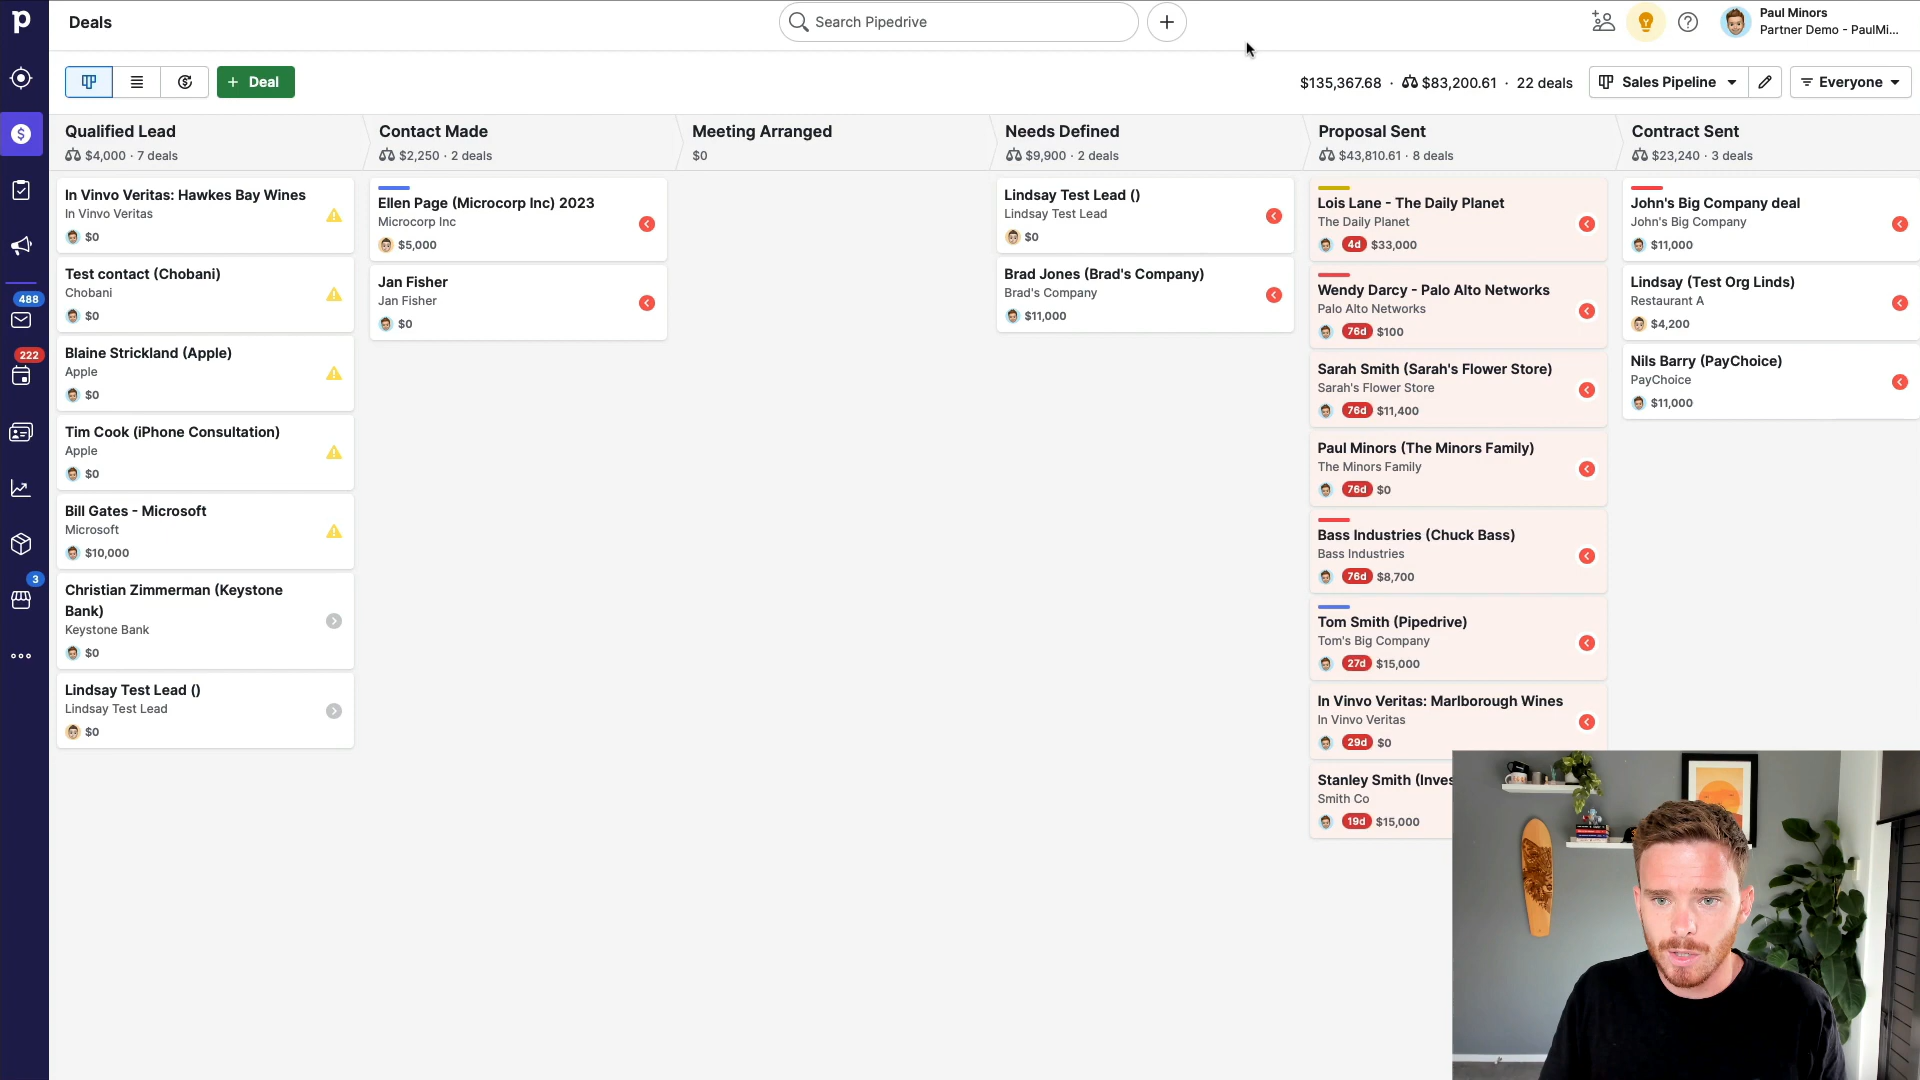 p
Deals
Search Pipedrive
Paul Minors
Partner Demo - PaulMi...
+ Deal
$135,367.68 · $83,200.61 · 22 deals
Sales Pipeline
Everyone
488
222
3
Qualified Lead
$4,000 · 7 deals
In Vinvo Veritas: Hawkes Bay Wines
In Vinvo Veritas
$0
Test contact (Chobani)
Chobani
$0
Blaine Strickland (Apple)
Apple
$0
Tim Cook (iPhone Consultation)
Apple
$0
Bill Gates - Microsoft
Microsoft
$10,000
Christian Zimmerman (Keystone
Bank)
Keystone Bank
$0
Lindsay Test Lead ()
Lindsay Test Lead
$0
Contact Made
$2,250 · 2 deals
Ellen Page (Microcorp Inc) 2023
Microcorp Inc
$5,000
Jan Fisher
Jan Fisher
$0
Meeting Arranged
$0
Needs Defined
$9,900 · 2 deals
Lindsay Test Lead ()
Lindsay Test Lead
$0
Brad Jones (Brad's Company)
Brad's Company
$11,000
Proposal Sent
$43,810.61 · 8 deals
Lois Lane - The Daily Planet
The Daily Planet
4d $33,000
Wendy Darcy - Palo Alto Networks
Palo Alto Networks
76d $100
Sarah Smith (Sarah's Flower Store)
Sarah's Flower Store
76d $11,400
Paul Minors (The Minors Family)
The Minors Family
76d $0
Bass Industries (Chuck Bass)
Bass Industries
76d $8,700
Tom Smith (Pipedrive)
Tom's Big Company
27d $15,000
In Vinvo Veritas: Marlborough Wines
In Vinvo Veritas
29d $0
Stanley Smith (Inves
Smith Co
19d $15,000
Contract Sent
$23,240 · 3 deals
John's Big Company deal
John's Big Company
$11,000
Lindsay (Test Org Linds)
Restaurant A
$4,200
Nils Barry (PayChoice)
PayChoice
$11,000